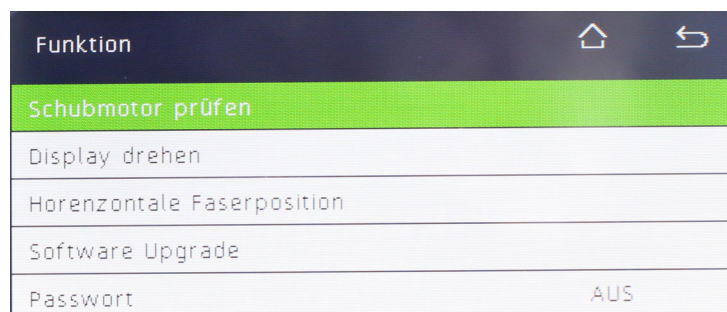 Funktion
Schubmotor prüfen
Display drehen
Horenzontale Faserposition
Software Upgrade
Passwort AUS